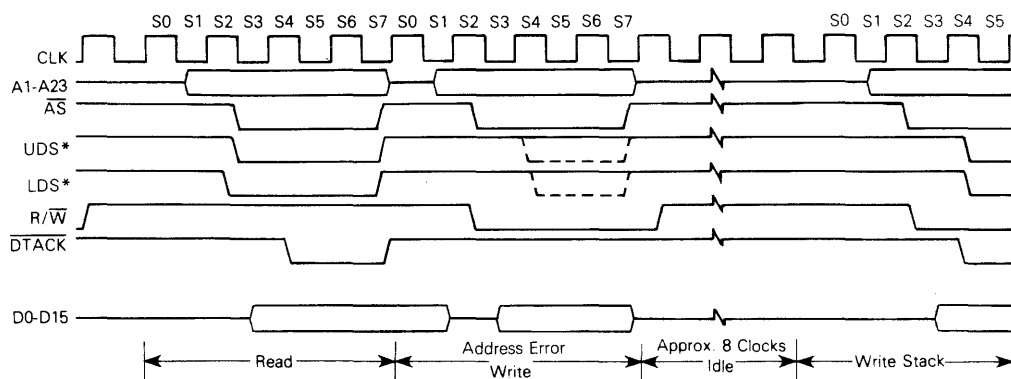 S0 S1 S2 S3 S4 S5 S6 S7 S0 S1 S2 S3 S4 S5 S6 S7 S0 S1 S2 S3 S4 S5
CLK
A1-A23
AS
UDS*
LDS*
R/W
DTACK
D0-D15
Read
Address Error
Write
Approx. 8 Clocks
Idle
Write Stack